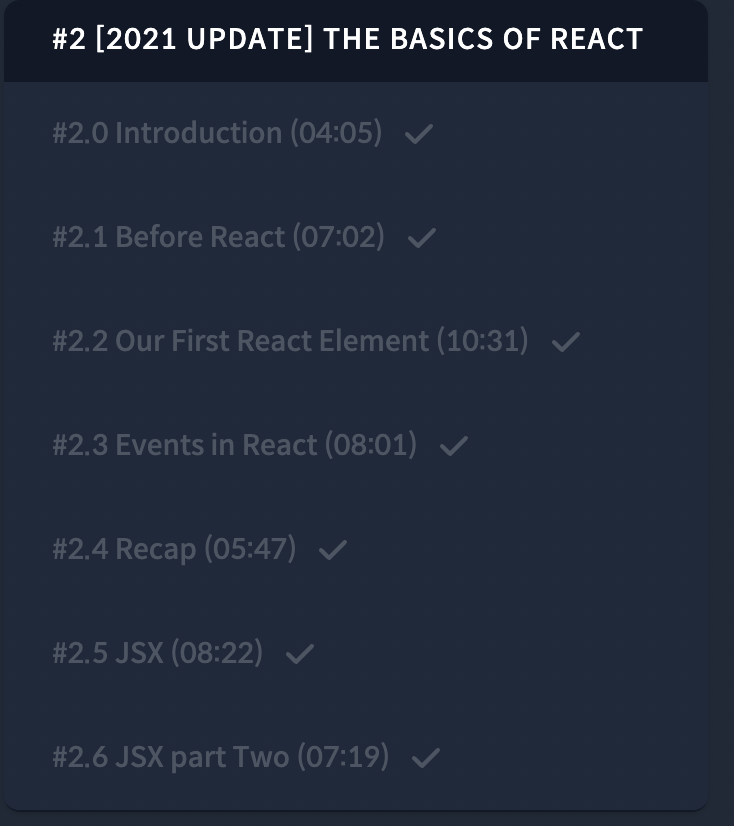 #2 [2021 UPDATE] THE BASICS OF REACT
#2.0 Introduction (04:05)
#2.1 Before React (07:02)
#2.2 Our First React Element (10:31)
#2.3 Events in React (08:01)
#2.4 Recap (05:47)
#2.5 JSX (08:22)
#2.6 JSX part Two (07:19)